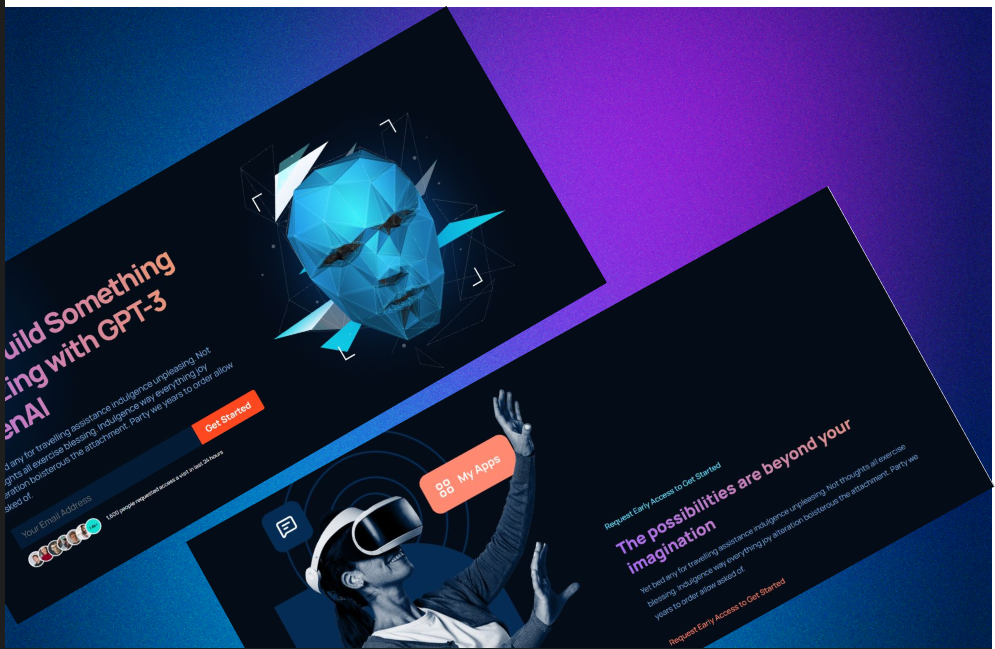 uild Something
zing with GPT-3
enAI
d any for travelling assistance indulgence unpleasing. Not
ghts all exercise blessing. Indulgence way everything joy
eration boisterous the attachment. Party we years to order allow
sked of.
Your Email Address
Get Started
1,600 people requested access a visit in last 24 hours
My Apps
Request Early Access to Get Started
The possibilities are beyond your
imagination
Yet bed any for travelling assistance indulgence unpleasing. Not thoughts all exercise
blessing. Indulgence way everything joy alteration boisterous the attachment. Party we
years to order allow asked of.
Request Early Access to Get Started